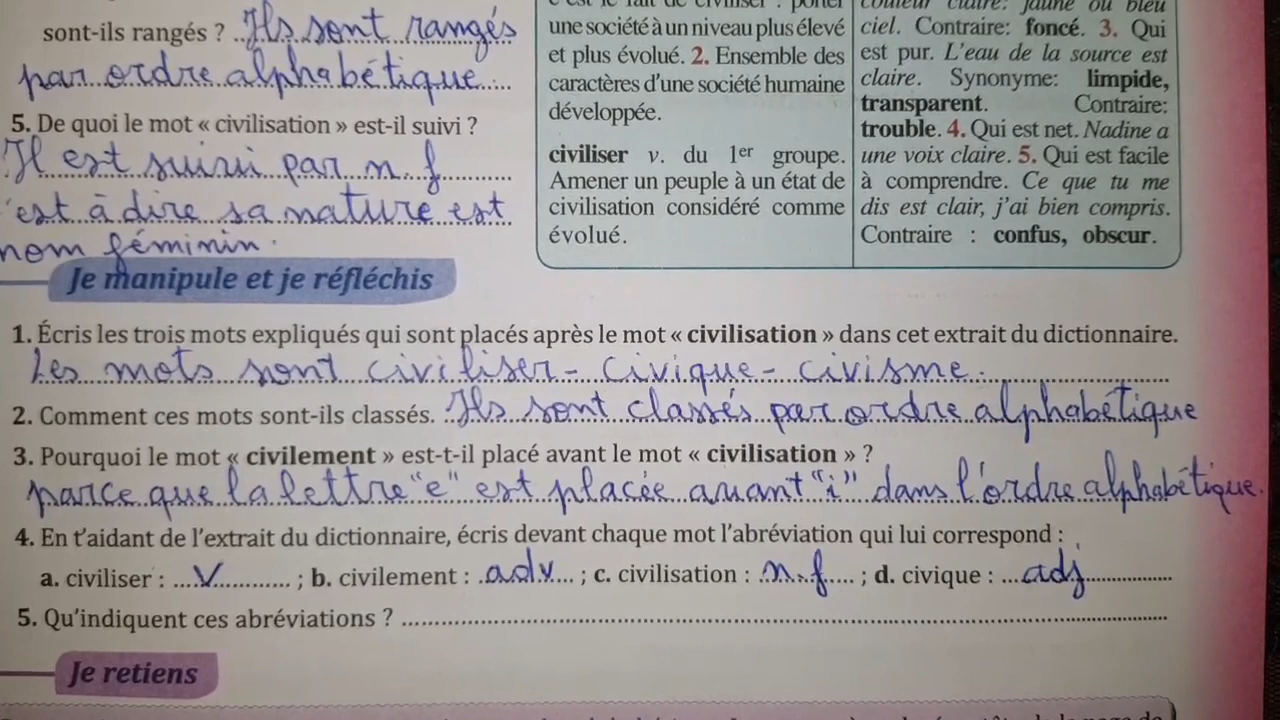 sont-ils rangés ? Ils sont rangés
par ordre alphabétique
5. De quoi le mot « civilisation » est-il suivi ?
Il est suivi par n. f
'est à dire sa nature est
nom féminin.
une société à un niveau plus élevé
et plus évolué. 2. Ensemble des
caractères d'une société humaine
développée.
civiliser v. du 1er groupe.
Amener un peuple à un état de
civilisation considéré comme
évolué.
couleur claire: jaune ou bleu
ciel. Contraire: foncé. 3. Qui
est pur. L'eau de la source est
claire. Synonyme: limpide,
transparent. Contraire:
trouble. 4. Qui est net. Nadine a
une voix claire. 5. Qui est facile
à comprendre. Ce que tu me
dis est clair, j'ai bien compris.
Contraire : confus, obscur.
Je manipule et je réfléchis
1. Écris les trois mots expliqués qui sont placés après le mot « civilisation » dans cet extrait du dictionnaire.
Les mots sont civiliser - civique - civisme.
2. Comment ces mots sont-ils classés. Ils sont classés par ordre alphabétique
3. Pourquoi le mot « civilement » est-t-il placé avant le mot « civilisation » ?
parce que la lettre "e" est placée avant "i" dans l'ordre alphabétique.
4. En t'aidant de l'extrait du dictionnaire, écris devant chaque mot l'abréviation qui lui correspond :
a. civiliser : ...V............ ; b. civilement : .adv... ; c. civilisation : .n.f.... ; d. civique : ...adj..............
5. Qu'indiquent ces abréviations ? ................................................................
Je retiens